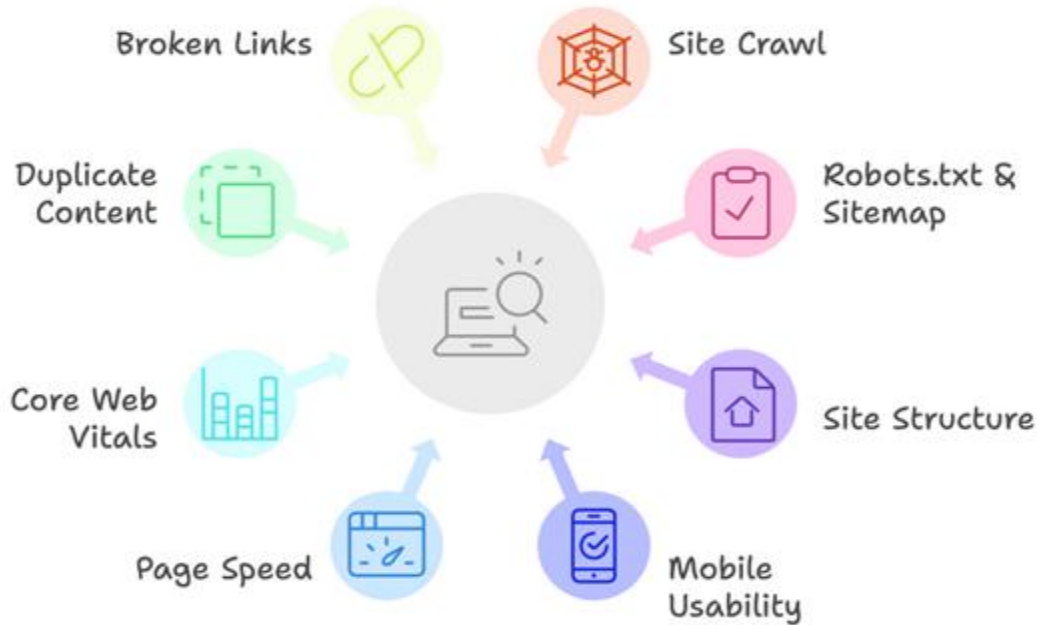 Broken Links
Site Crawl
Duplicate
Content
Robots.txt &
Sitemap
Core Web
Vitals
Site Structure
Page Speed
Mobile
Usability